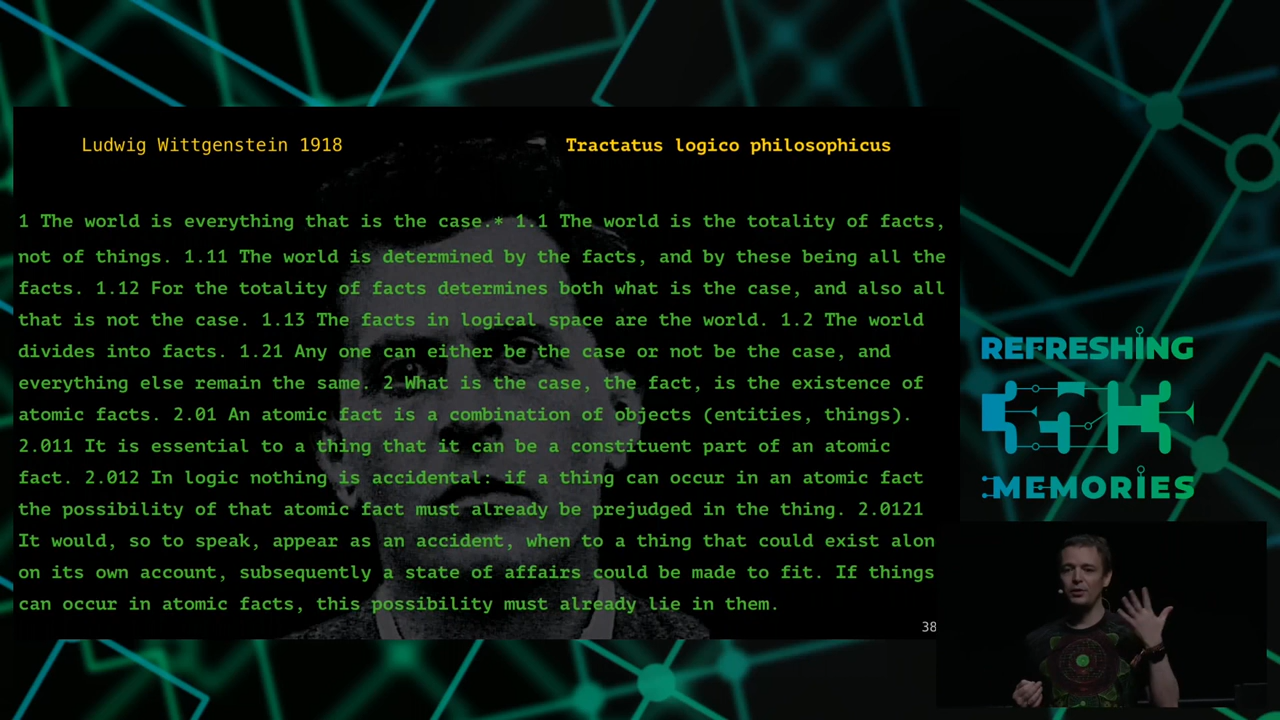 Ludwig Wittgenstein 1918
Tractatus logico philosophicus
1 The world is everything that is the case.* 1.1 The world is the totality of facts,
not of things. 1.11 The world is determined by the facts, and by these being all the
facts. 1.12 For the totality of facts determines both what is the case, and also all
that is not the case. 1.13 The facts in logical space are the world. 1.2 The world
divides into facts. 1.21 Any one can either be the case or not be the case, and
everything else remain the same. 2 What is the case, the fact, is the existence of
atomic facts. 2.01 An atomic fact is a combination of objects (entities, things).
2.011 It is essential to a thing that it can be a constituent part of an atomic
fact. 2.012 In logic nothing is accidental: if a thing can occur in an atomic fact
the possibility of that atomic fact must already be prejudged in the thing. 2.0121
It would, so to speak, appear as an accident, when to a thing that could exist alon
on its own account, subsequently a state of affairs could be made to fit. If things
can occur in atomic facts, this possibility must already lie in them.
38
REFRESHING
MEMORIES